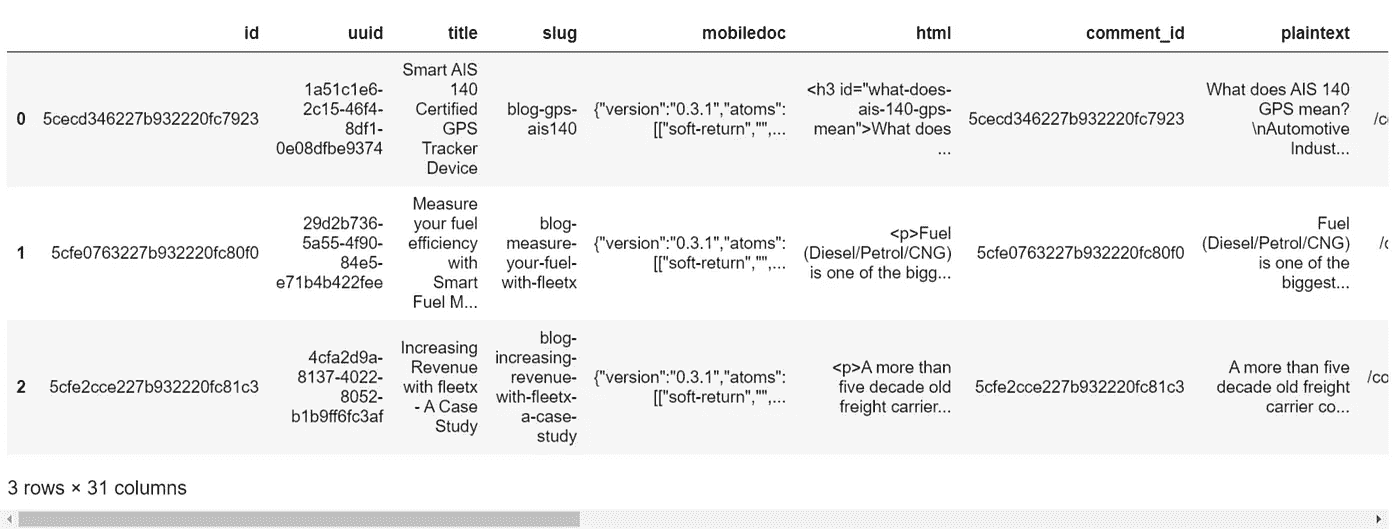 id uuid title slug mobiledoc html comment_id plaintext
0 5cecd346227b932220fc7923
1a51c1e6-
2c15-46f4-
8df1-
0e08dfbe9374
Smart AIS
140
Certified
GPS
Tracker
Device
blog-gps-
ais140
{"version":"0.3.1","atoms":
[["soft-return","",...
<h3 id="what-does-
ais-140-gps-
mean">What does
...
5cecd346227b932220fc7923
What does AIS 140
GPS mean?
\nAutomotive
Indust...
/c
1 5cfe0763227b932220fc80f0
29d2b736-
5a55-4f90-
84e5-
e71b4b422fee
Measure
your fuel
efficiency
with
Smart
Fuel M...
blog-
measure-
your-fuel-
with-fleetx
{"version":"0.3.1","atoms":
[["soft-return","",...
<p>Fuel
(Diesel/Petrol/CNG)
is one of the bigg...
5cfe0763227b932220fc80f0
Fuel
(Diesel/Petrol/CNG)
is one of the
biggest...
/
2 5cfe2cce227b932220fc81c3
4cfa2d9a-
8137-4022-
8052-
b1b9ff6fc3af
Increasing
Revenue
with fleetx
- A Case
Study
blog-
increasing-
revenue-
with-fleetx-
a-case-
study
{"version":"0.3.1","atoms":
[["soft-return","",...
<p>A more than
five decade old
freight carrier...
5cfe2cce227b932220fc81c3
A more than five
decade old freight
carrier co...
/co
3 rows × 31 columns